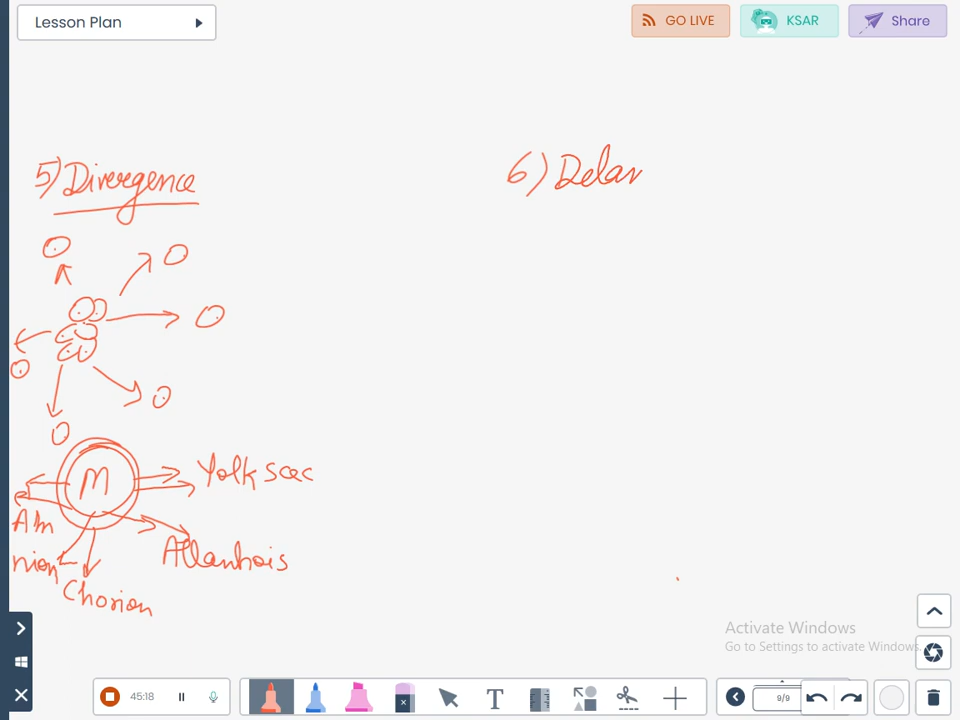 Lesson Plan
GO LIVE
KSAR
Share
5) Divergence
6) Delan
M
Yolk sac
Am
nion
Allantois
Chorion
Activate Windows
Go to Settings to activate Windows.
45:18
T
9/9